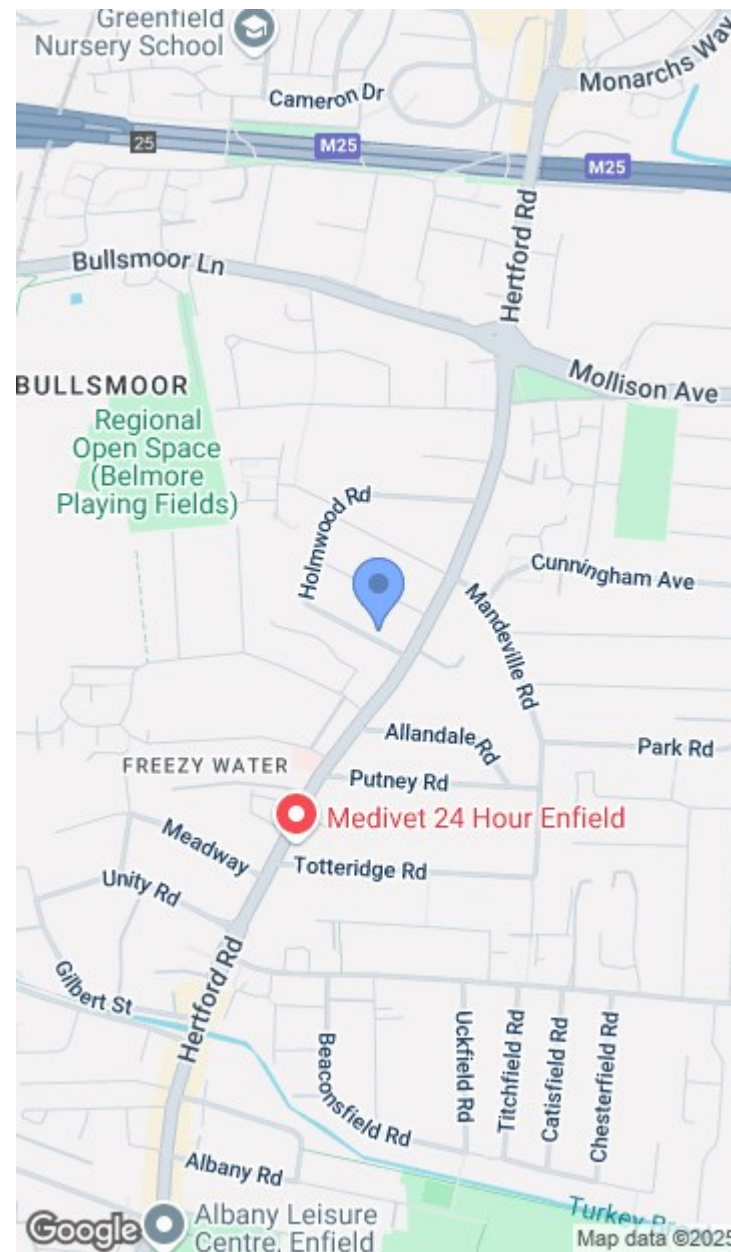 Greenfield
Nursery School
Monarchs Way
Cameron Dr
25
M25
M25
Hertford Rd
Bullsmoor Ln
Mollison Ave
BULLSMOOR
Regional
Open Space
(Belmore
Playing Fields)
Holmwood Rd
Cunningham Ave
Mandeville Rd
Allandale Rd
Park Rd
FREEZY WATER
Putney Rd
Medivet 24 Hour Enfield
Meadway
Totteridge Rd
Unity Rd
Hertford Rd
Gilbert St
Uckfield Rd
Titchfield Rd
Catisfield Rd
Chesterfield Rd
Beaconsfield Rd
Albany Rd
Turkey
Albany Leisure
Centre, Enfield
Google
Map data ©2025